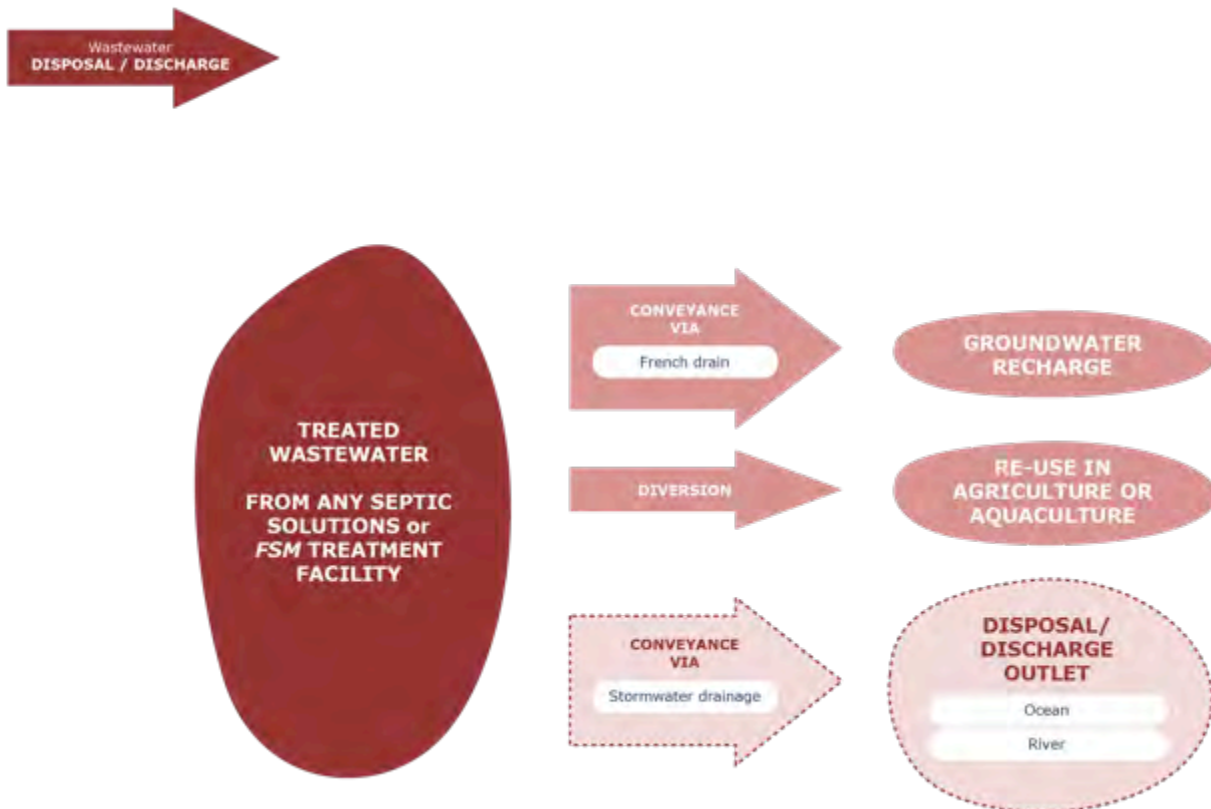 Wastewater
DISPOSAL / DISCHARGE
TREATED
WASTEWATER
FROM ANY SEPTIC
SOLUTIONS or
FSM TREATMENT
FACILITY
CONVEYANCE
VIA
French drain
GROUNDWATER
RECHARGE
DIVERSION
RE-USE IN
AGRICULTURE OR
AQUACULTURE
CONVEYANCE
VIA
Stormwater drainage
DISPOSAL/
DISCHARGE
OUTLET
Ocean
River